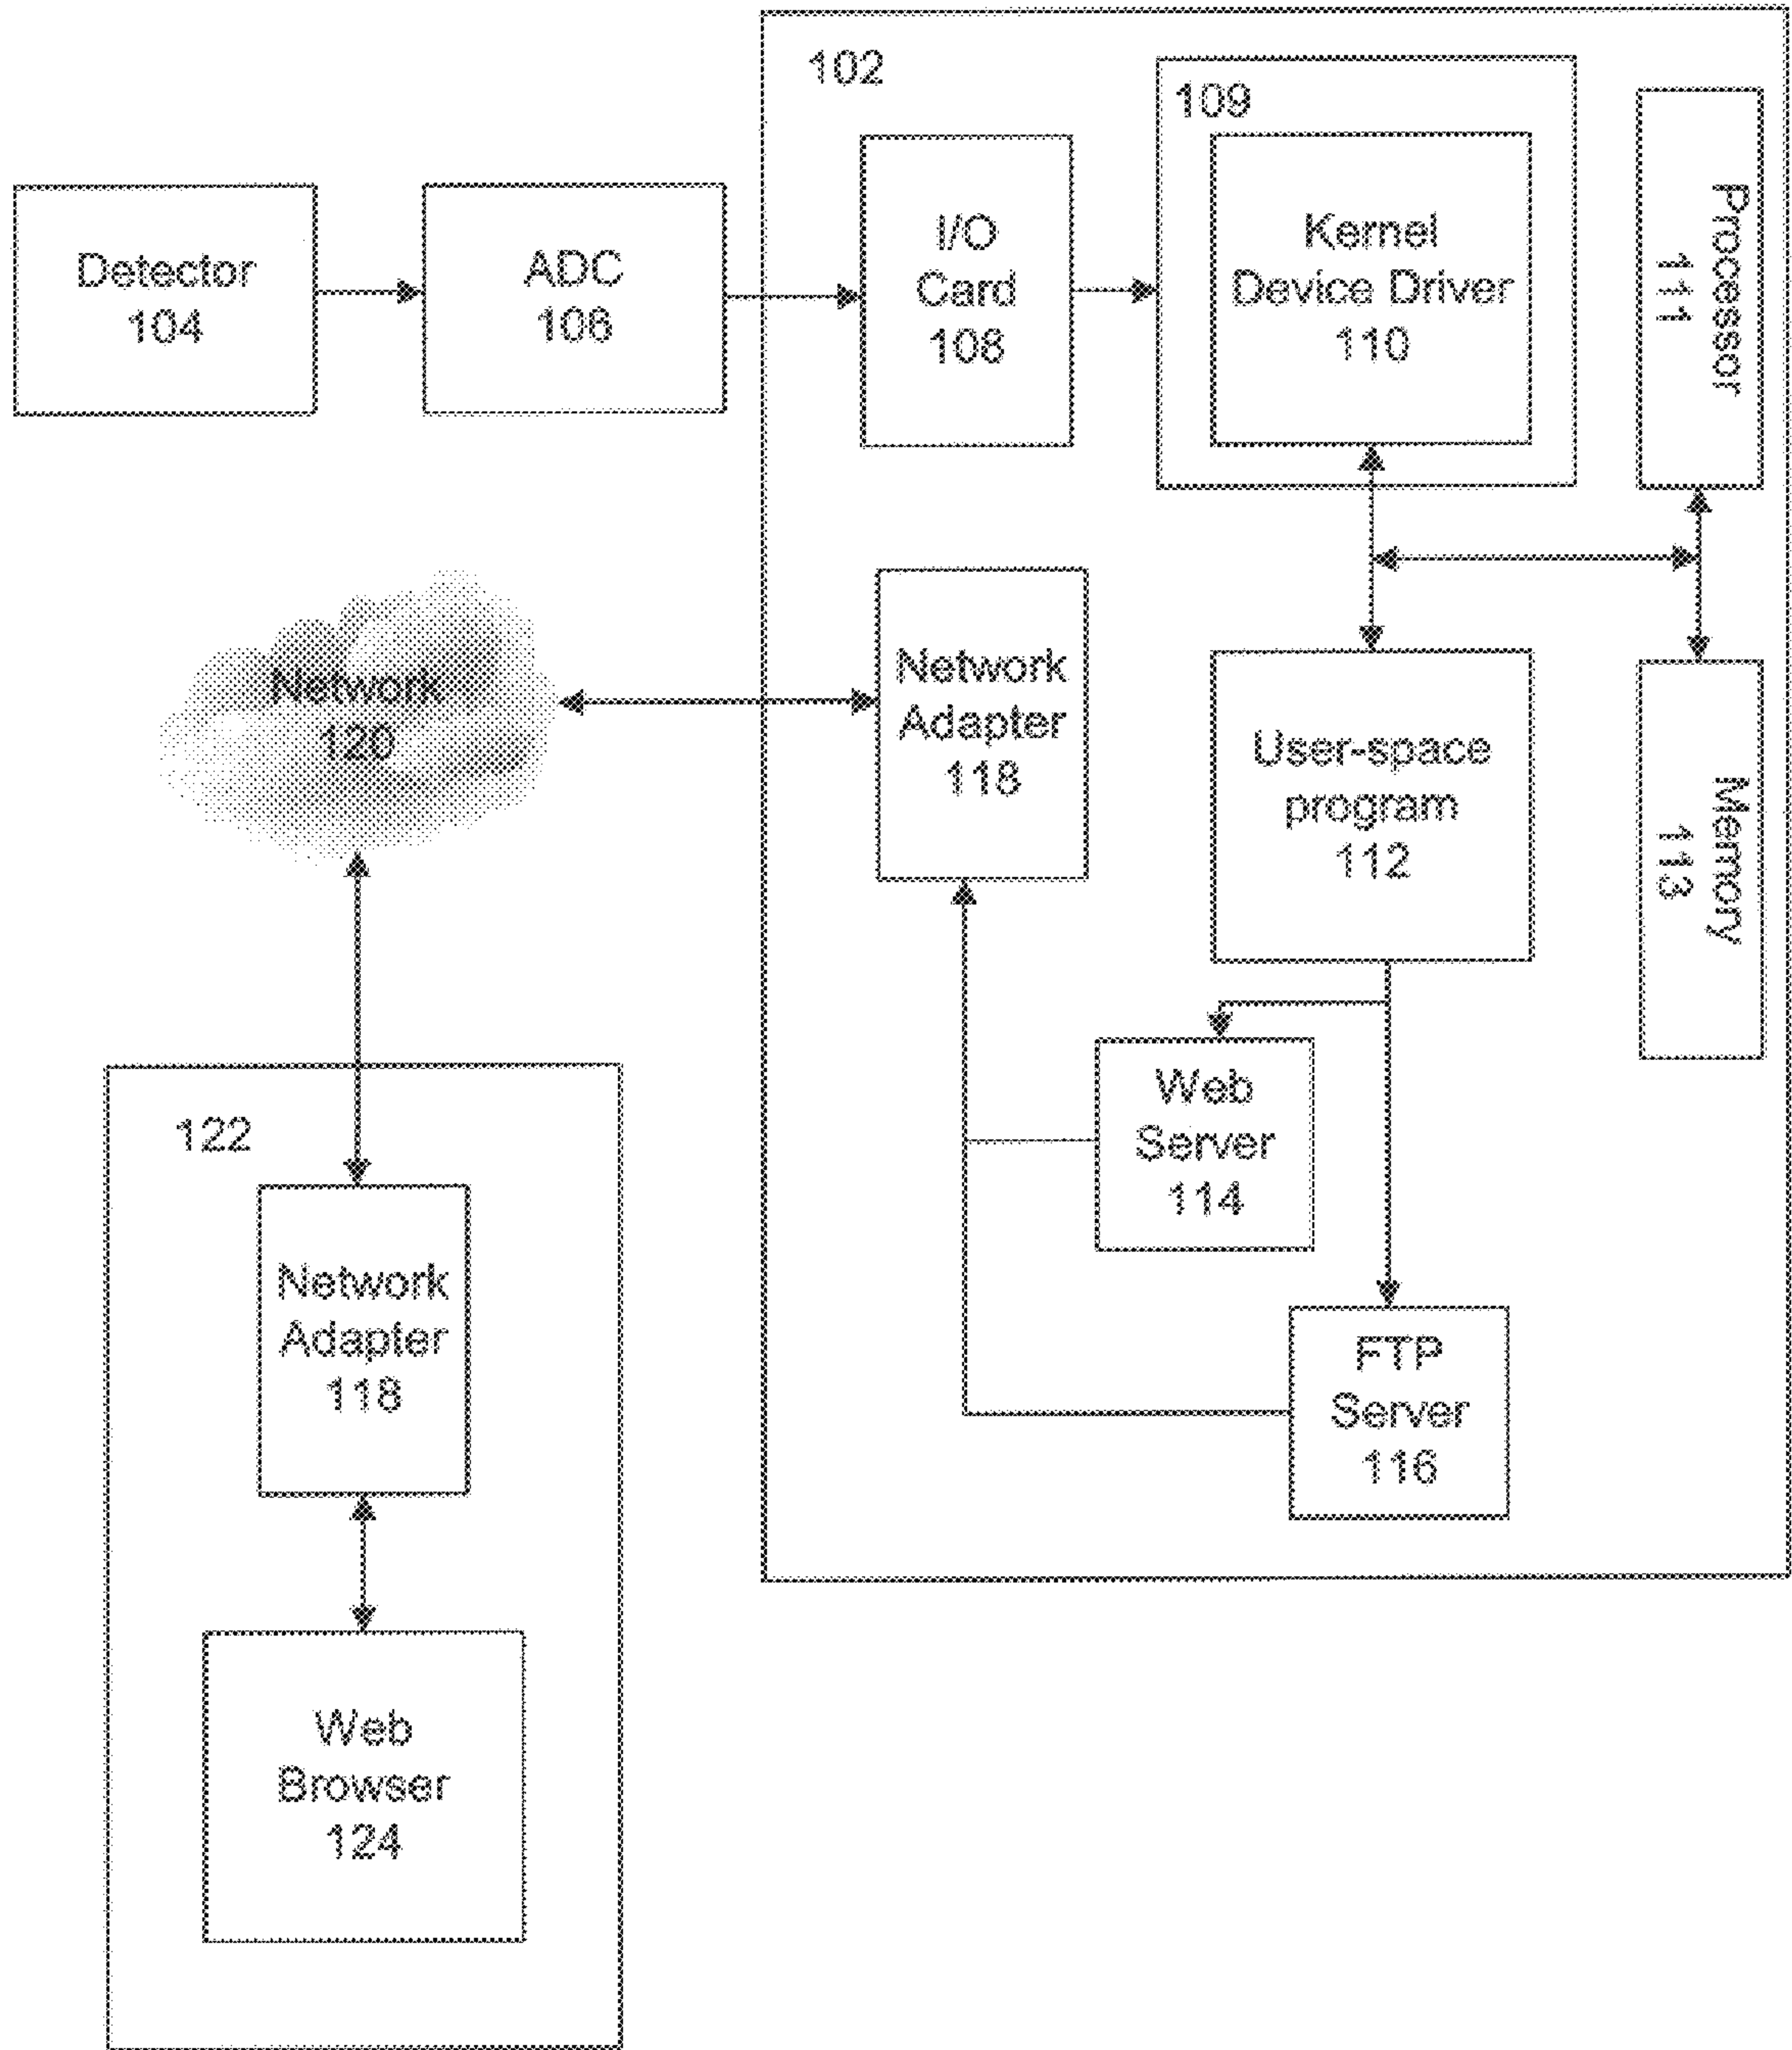 102
109
Detector
104
ADC
106
I/O
Card
108
Kernel
Device Driver
110
Processor
111
Network
120
Network
Adapter
118
User-space
program
112
Memory
113
Web
Server
114
FTP
Server
116
122
Network
Adapter
118
Web
Browser
124